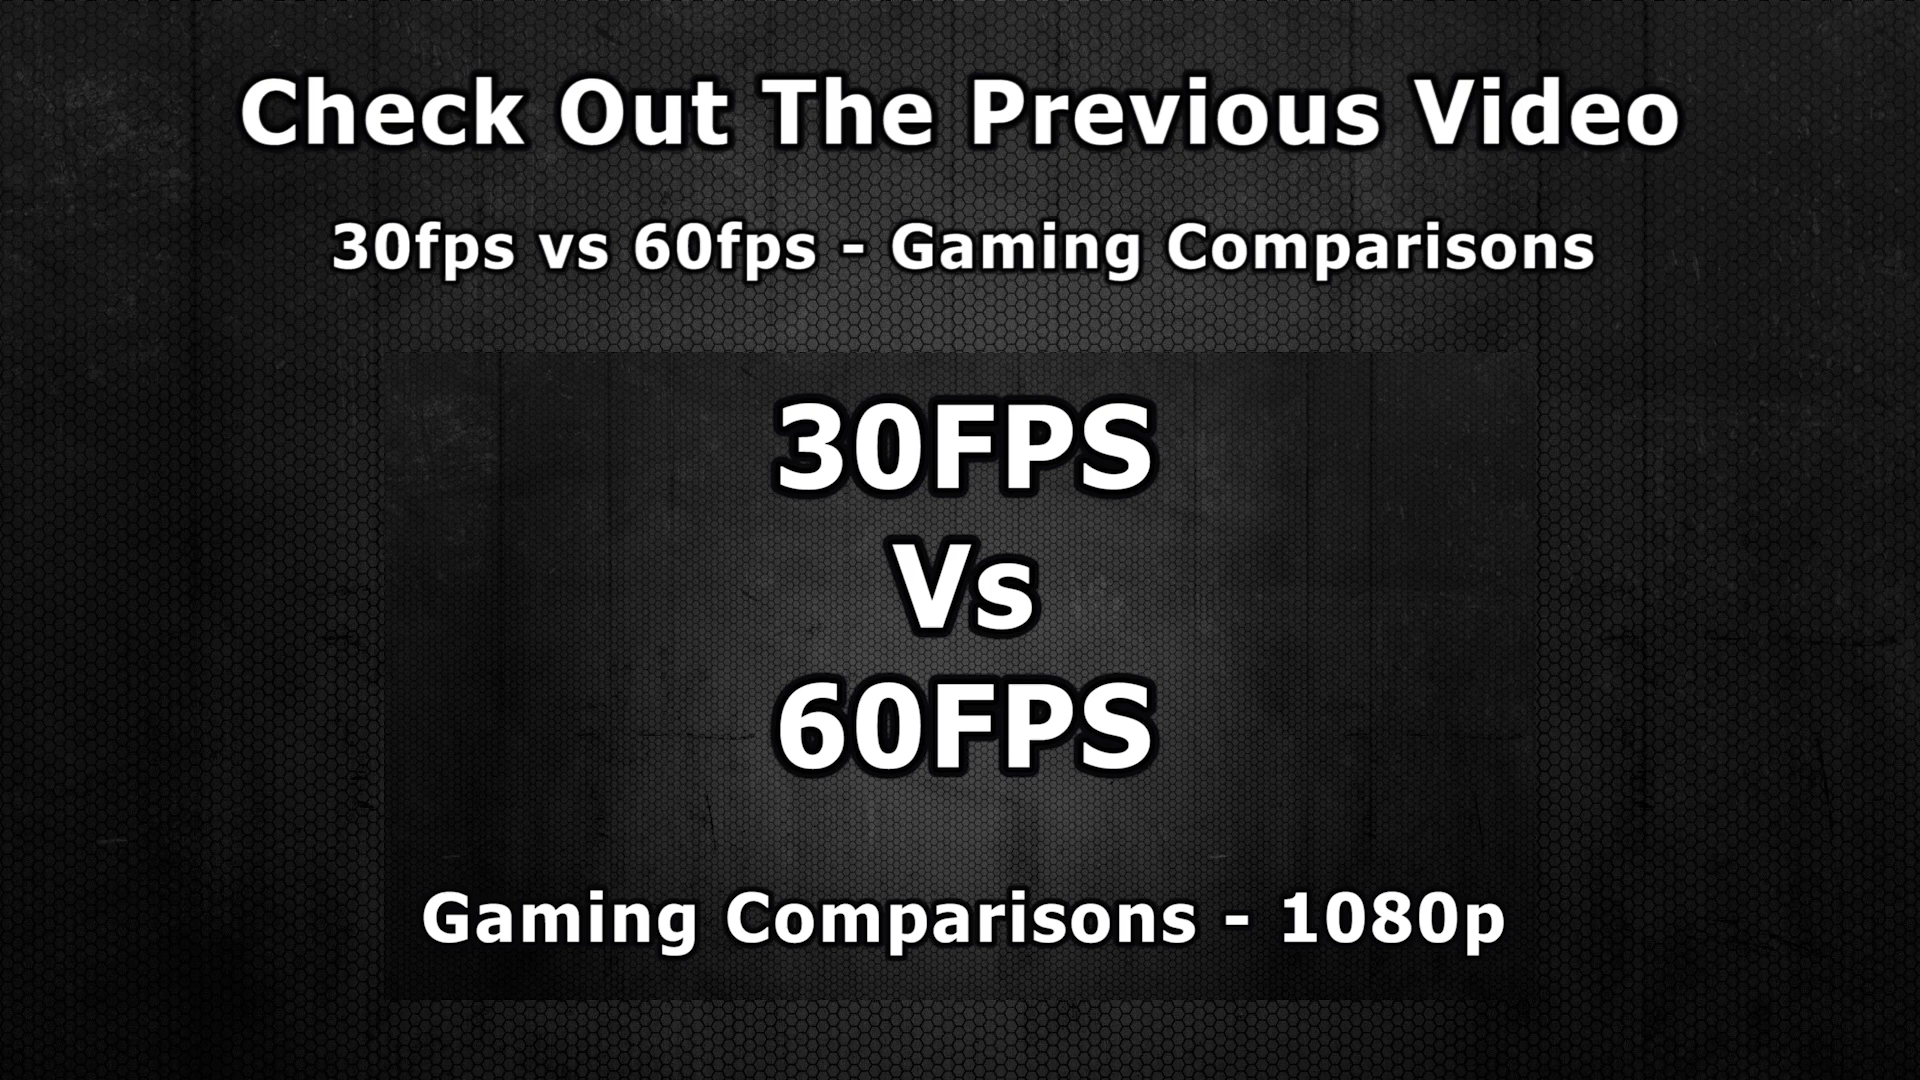 Check Out The Previous Video
30fps vs 60fps - Gaming Comparisons
30FPS
Vs
60FPS
Gaming Comparisons - 1080p